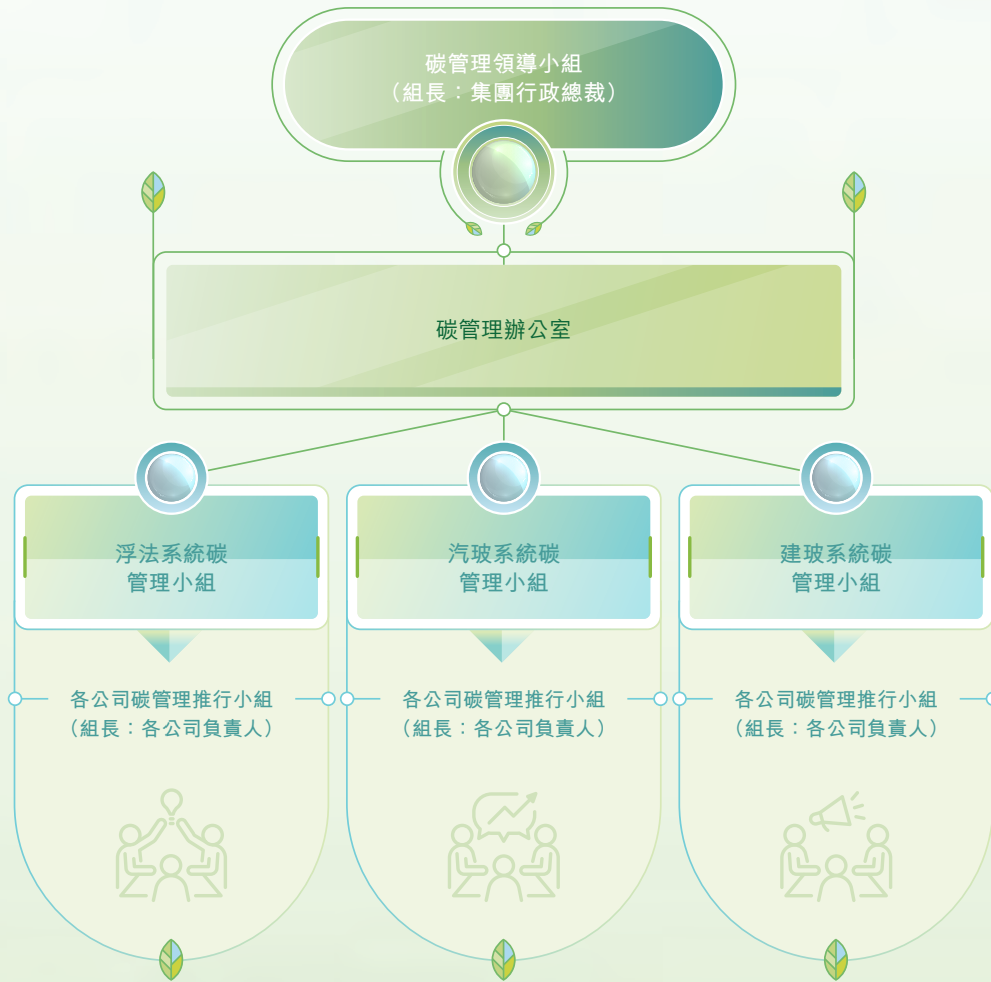 碳管理領導小組
（組長：集團行政總裁）
碳管理辦公室
浮法系統碳
管理小組
汽玻系統碳
管理小組
建玻系統碳
管理小組
各公司碳管理推行小組
（組長：各公司負責人）
各公司碳管理推行小組
（組長：各公司負責人）
各公司碳管理推行小組
（組長：各公司負責人）